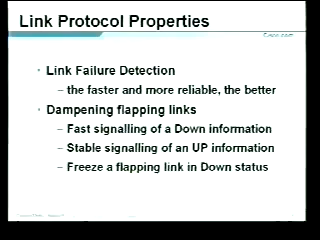 Link Protocol Properties
• Link Failure Detection
– the faster and more reliable, the better
• Dampening flapping links
– Fast signalling of a Down information
– Stable signalling of an UP information
– Freeze a flapping link in Down status